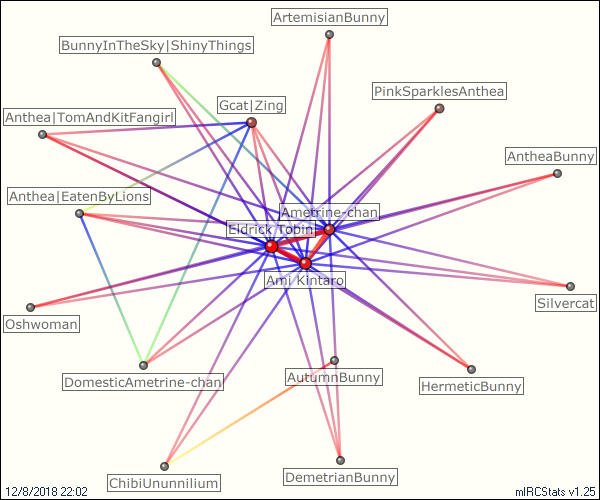 ArtemisianBunny
BunnyInTheSky|ShinyThings
PinkSparklesAnthea
Gcat|Zing
Anthea|TomAndKitFangirl
AntheaBunny
Anthea|EatenByLions
Ametrine-chan
Eldrick Tobin
Ami Kintaro
Silvercat
Oshwoman
AutumnBunny
DomesticAmetrine-chan
HermeticBunny
DemetrianBunny
ChibiUnunnilium
12/8/2018 22:02
mIRCStats v1.25